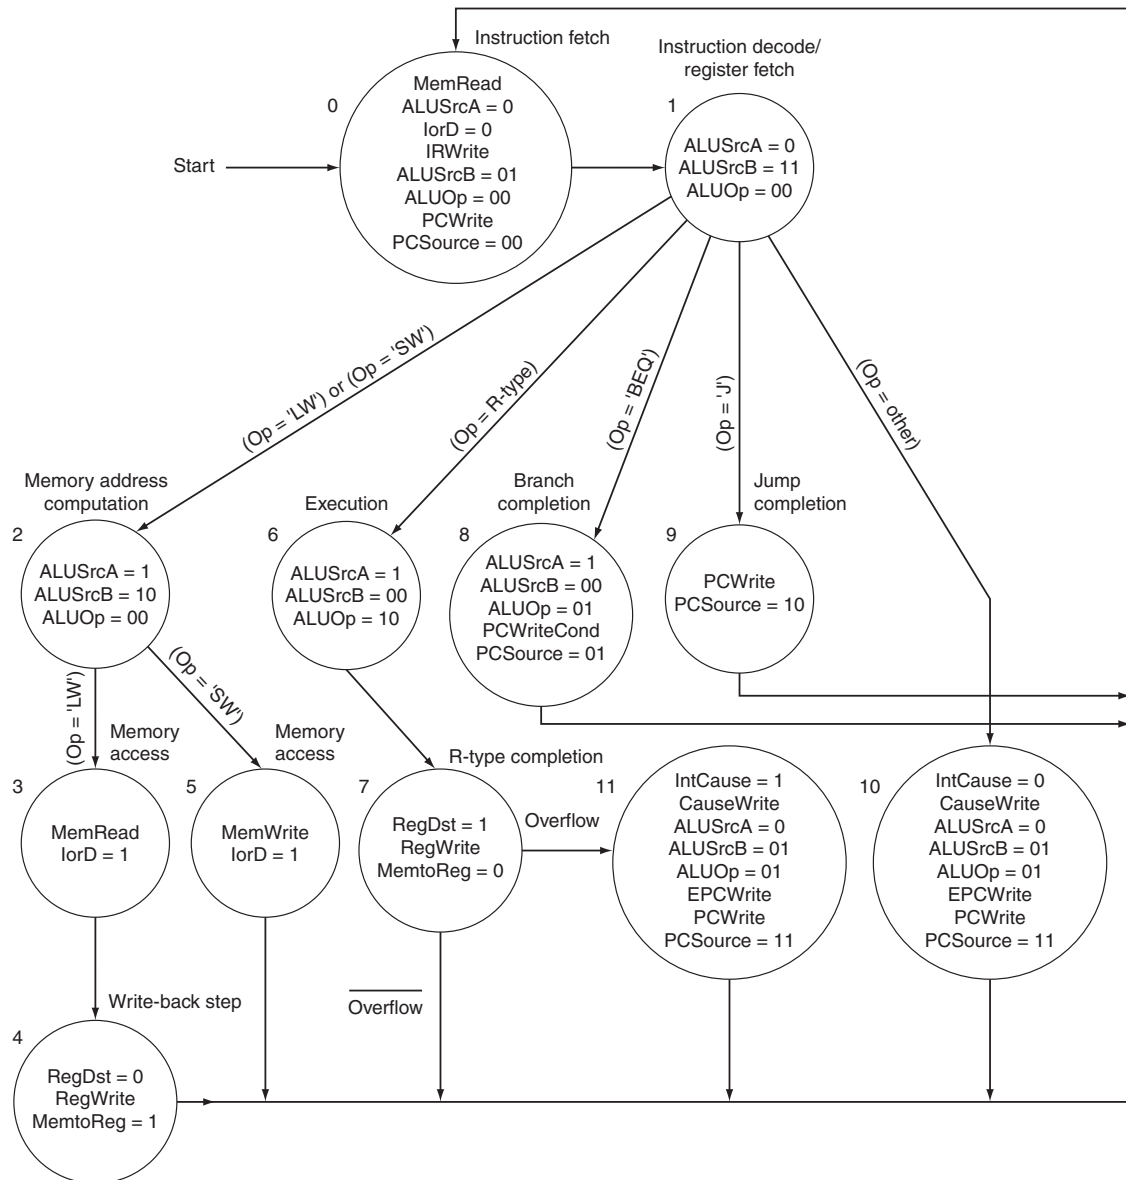 Instruction fetch
Instruction decode/
register fetch
0
MemRead
ALUSrcA = 0
IorD = 0
IRWrite
ALUSrcB = 01
ALUOp = 00
PCWrite
PCSource = 00
1
ALUSrcA = 0
ALUSrcB = 11
ALUOp = 00
Start
(Op = 'LW') or (Op = 'SW')
(Op = R-type)
(Op = 'BEQ')
(Op = 'J')
(Op = other)
Memory address
computation
2
ALUSrcA = 1
ALUSrcB = 10
ALUOp = 00
Execution
6
ALUSrcA = 1
ALUSrcB = 00
ALUOp = 10
Branch
completion
8
ALUSrcA = 1
ALUSrcB = 00
ALUOp = 01
PCWriteCond
PCSource = 01
Jump
completion
9
PCWrite
PCSource = 10
(Op = 'LW')
(Op = 'SW')
Memory
access
3
MemRead
IorD = 1
Memory
access
5
MemWrite
IorD = 1
R-type completion
7
RegDst = 1
RegWrite
MemtoReg = 0
Overflow
11
IntCause = 1
CauseWrite
ALUSrcA = 0
ALUSrcB = 01
ALUOp = 01
EPCWrite
PCWrite
PCSource = 11
10
IntCause = 0
CauseWrite
ALUSrcA = 0
ALUSrcB = 01
ALUOp = 01
EPCWrite
PCWrite
PCSource = 11
Write-back step
Overflow
4
RegDst = 0
RegWrite
MemtoReg = 1